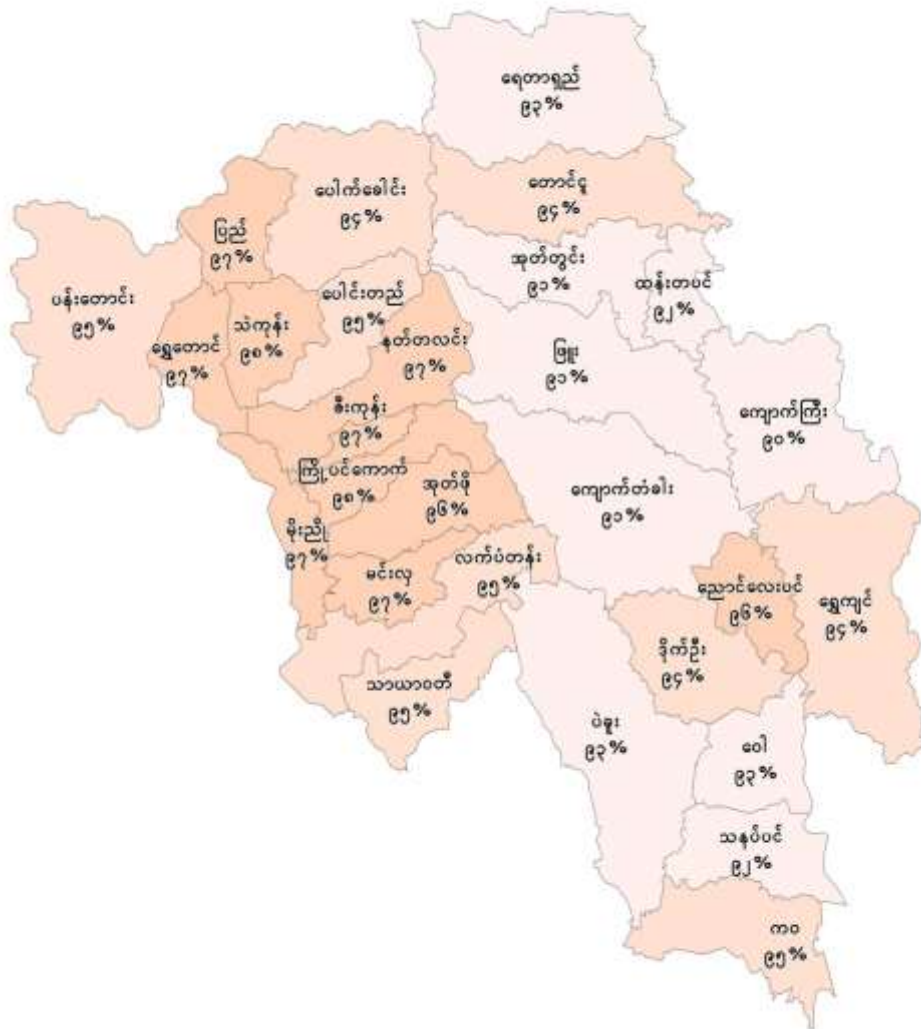 ရေတာရှည်
၉၃%
တောင်ငူ
၉၄%
ပေါက်ခေါင်း
၉၄%
ပြည်
၉၇%
အုတ်တွင်း
၉၁%
ထန်းတပင်
၉၂%
ပန်းတောင်း
၉၅%
ပေါင်းတည်
၉၅%
သဲကုန်း
၉၈%
ရွှေတောင်
၉၇%
နတ်တလင်း
၉၇%
ဖြူး
၉၁%
ကျောက်ကြီး
၉၀%
ဇီးကုန်း
၉၇%
ကြို့ပင်ကောက်
၉၈%
အုတ်ဖို
၉၆%
ကျောက်တံခါး
၉၁%
မိုးညို
၉၇%
မင်းလှ
၉၇%
လက်ပံတန်း
၉၅%
ညောင်လေးပင်
၉၆%
ရွှေကျင်
၉၄%
ဒိုက်ဦး
၉၄%
သာယာဝတီ
၉၅%
ပဲခူး
၉၃%
ဝေါ
၉၃%
သနပ်ပင်
၉၂%
ကဝ
၉၅%